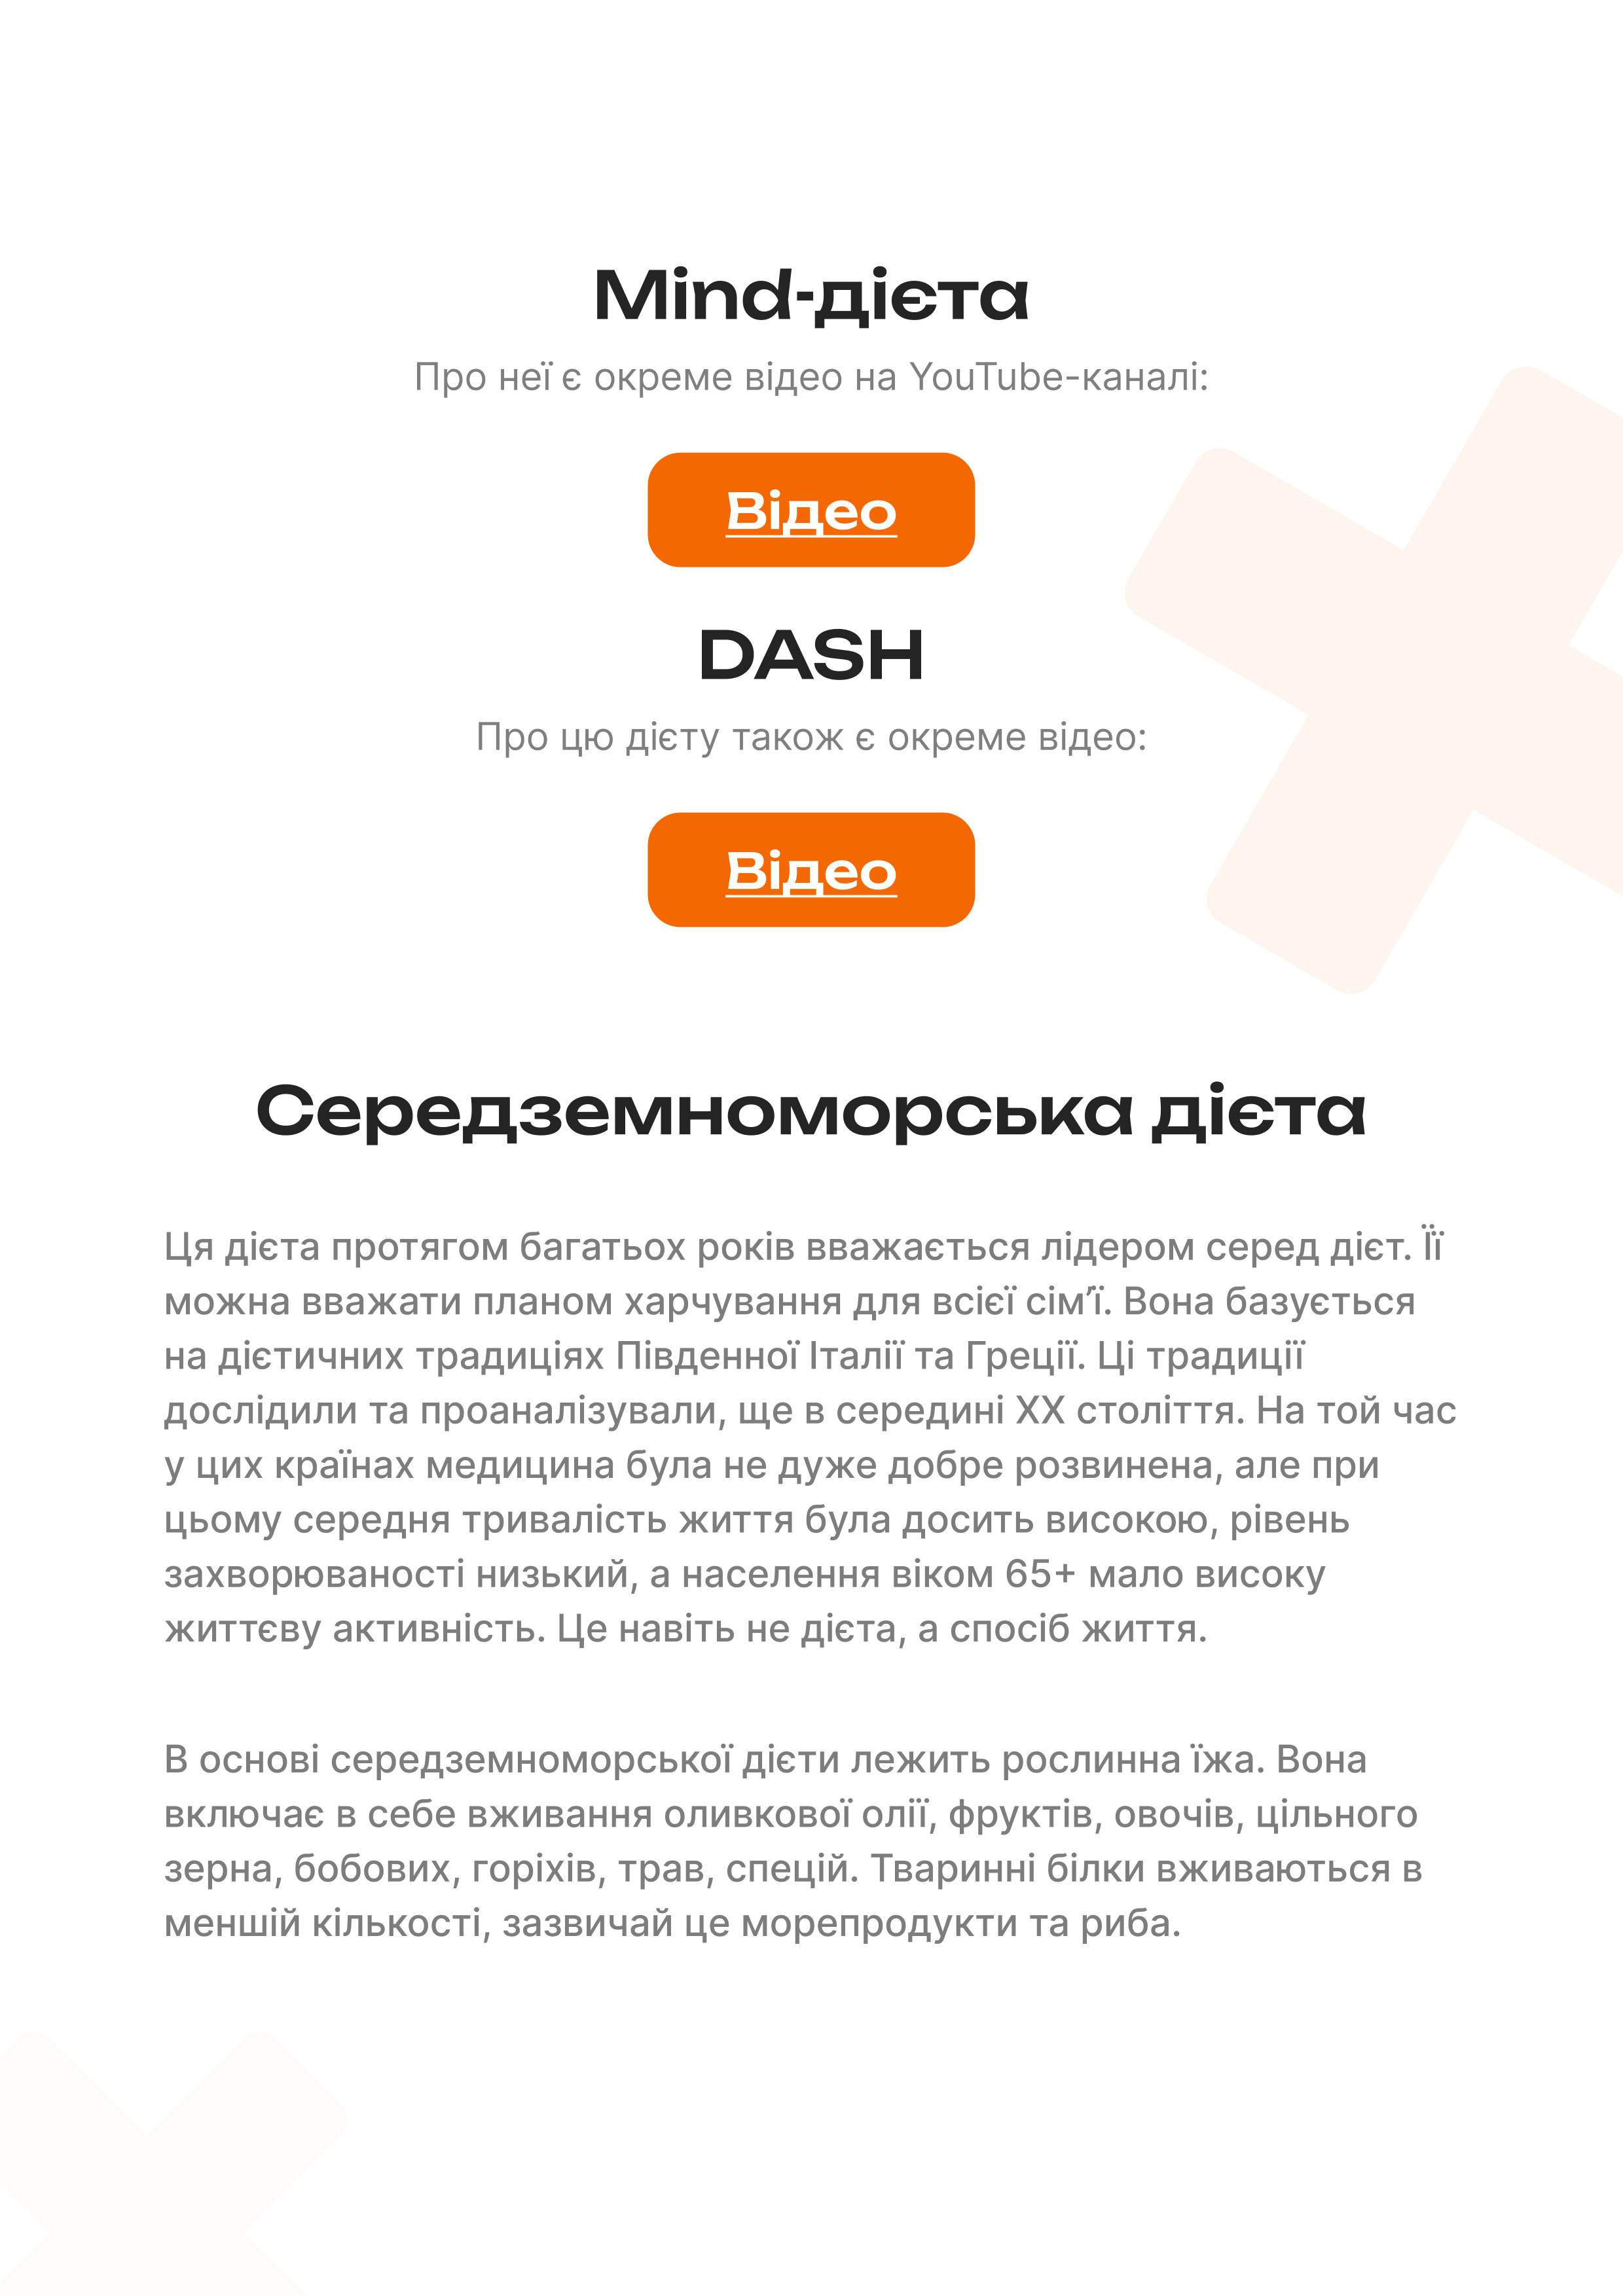 Mind-дієта
Про неї є окреме відео на YouTube-каналі:
Відео
DASH
Про цю дієту також є окреме відео:
Відео
Середземноморська дієта
Ця дієта протягом багатьох років вважається лідером серед дієт. Її
можна вважати планом харчування для всієї сім’ї. Вона базується
на дієтичних традиціях Південної Італії та Греції. Ці традиції
дослідили та проаналізували, ще в середині ХХ століття. На той час
у цих країнах медицина була не дуже добре розвинена, але при
цьому середня тривалість життя була досить високою, рівень
захворюваності низький, а населення віком 65+ мало високу
життєву активність. Це навіть не дієта, а спосіб життя.
В основі середземноморської дієти лежить рослинна їжа. Вона
включає в себе вживання оливкової олії, фруктів, овочів, цільного
зерна, бобових, горіхів, трав, спецій. Тваринні білки вживаються в
меншій кількості, зазвичай це морепродукти та риба.